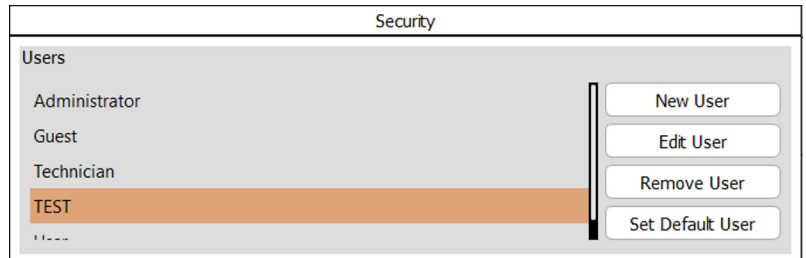 Security
Users
Administrator
New User
Guest
Edit User
Technician
Remove User
TEST
Set Default User